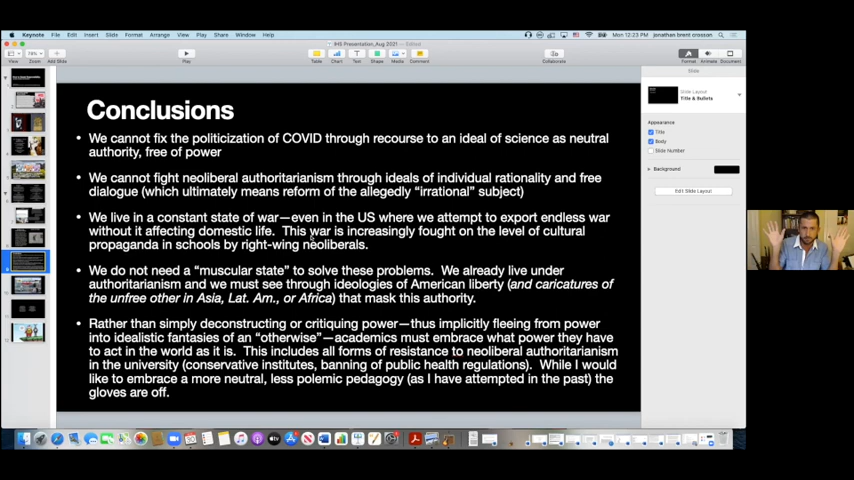 Keynote File Edit Insert Slide Format Arrange View Play Share Window Help
Mon 12:23 PM jonathan brent crosson
IHS Presentation_Aug 2021 — Edited
78%
View Zoom Add Slide Play Table Chart Text Shape Media Comment Collaborate Format Animate Document
Slide
Slide Layout
Title & Bullets
Appearance
Title
Body
Slide Number
Background
Edit Slide Layout
Conclusions
• We cannot fix the politicization of COVID through recourse to an ideal of science as neutral
authority, free of power
• We cannot fight neoliberal authoritarianism through ideals of individual rationality and free
dialogue (which ultimately means reform of the allegedly “irrational” subject)
• We live in a constant state of war—even in the US where we attempt to export endless war
without it affecting domestic life. This war is increasingly fought on the level of cultural
propaganda in schools by right-wing neoliberals.
• We do not need a “muscular state” to solve these problems. We already live under
authoritarianism and we must see through ideologies of American liberty (and caricatures of
the unfree other in Asia, Lat. Am., or Africa) that mask this authority.
• Rather than simply deconstructing or critiquing power—thus implicitly fleeing from power
into idealistic fantasies of an “otherwise”—academics must embrace what power they have
to act in the world as it is. This includes all forms of resistance to neoliberal authoritarianism
in the university (conservative institutes, banning of public health regulations). While I would
like to embrace a more neutral, less polemic pedagogy (as I have attempted in the past) the
gloves are off.